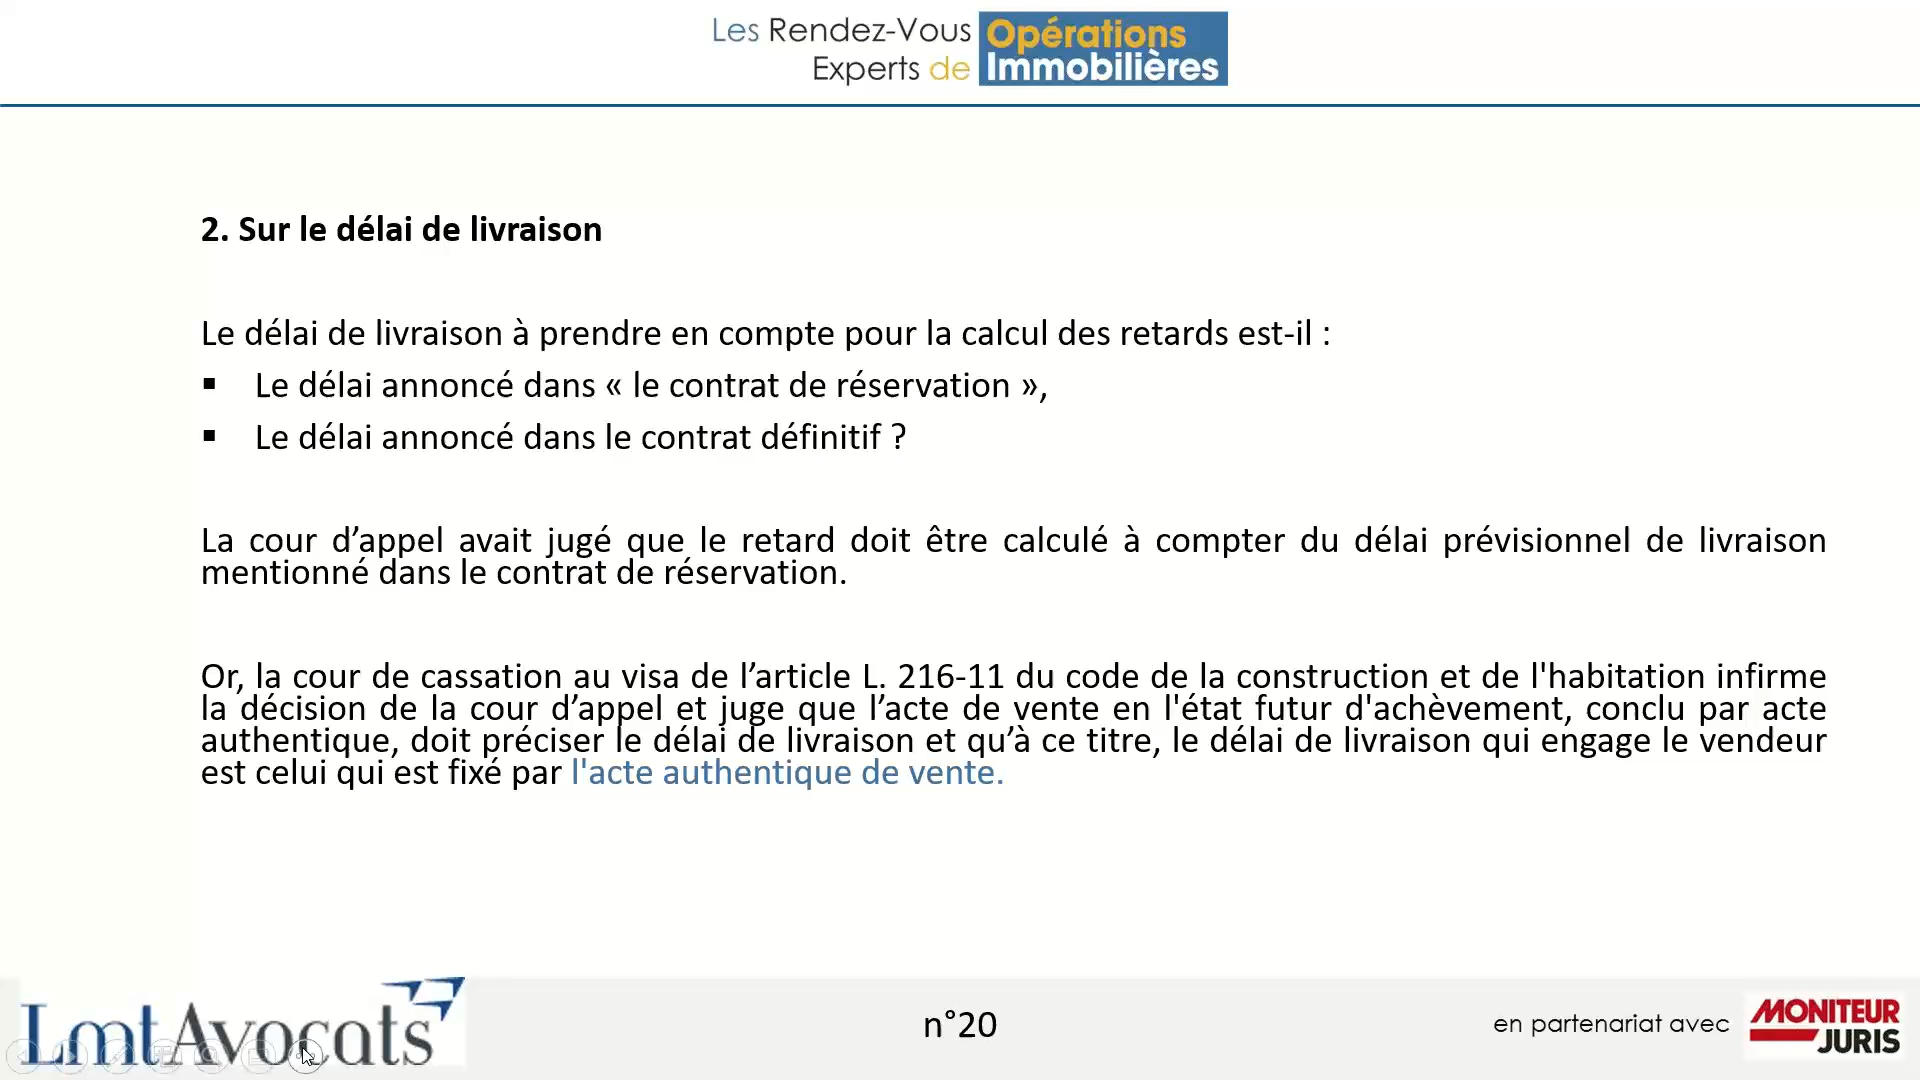 Les Rendez-Vous
Experts de
Opérations
Immobilières
2. Sur le délai de livraison
Le délai de livraison à prendre en compte pour la calcul des retards est-il :
▪ Le délai annoncé dans « le contrat de réservation »,
▪ Le délai annoncé dans le contrat définitif ?
La cour d’appel avait jugé que le retard doit être calculé à compter du délai prévisionnel de livraison
mentionné dans le contrat de réservation.
Or, la cour de cassation au visa de l’article L. 216-11 du code de la construction et de l'habitation infirme
la décision de la cour d’appel et juge que l’acte de vente en l'état futur d'achèvement, conclu par acte
authentique, doit préciser le délai de livraison et qu’à ce titre, le délai de livraison qui engage le vendeur
est celui qui est fixé par l'acte authentique de vente.
LmtAvocats
n°20
en partenariat avec
MONITEUR
JURIS